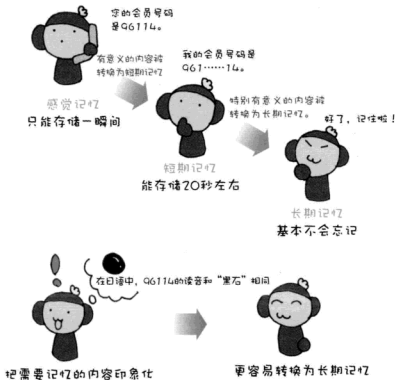 您的会员号码
是96114。
有意义的内容被
转换为短期记忆
感觉记忆
只能存储一瞬间
我的会员号码是
961……14。
特别有意义的内容被
转换为长期记忆。
短期记忆
能存储20秒左右
好了，记住啦！
长期记忆
基本不会忘记
在日语中，96114的读音和“黑石”相同
把需要记忆的内容印象化
更容易转换为长期记忆